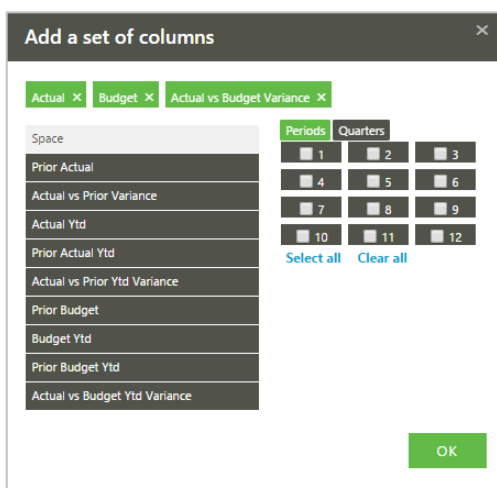 Add a set of columns ×
Actual × Budget × Actual vs Budget Variance ×
Space
Prior Actual
Actual vs Prior Variance
Actual Ytd
Prior Actual Ytd
Actual vs Prior Ytd Variance
Prior Budget
Budget Ytd
Prior Budget Ytd
Actual vs Budget Ytd Variance
Periods Quarters
1 2 3
4 5 6
7 8 9
10 11 12
Select all Clear all
OK